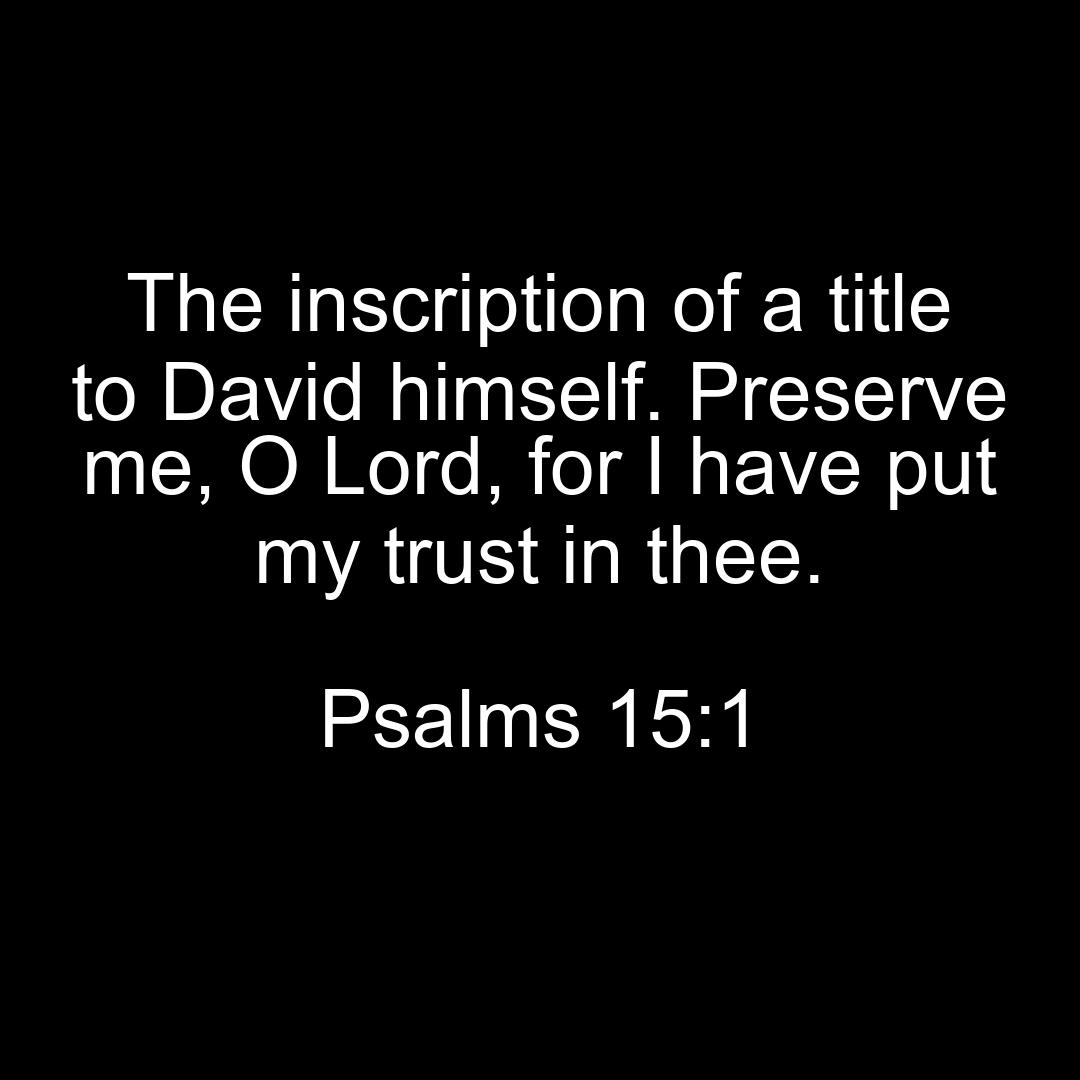 The inscription of a title
to David himself. Preserve
me, O Lord, for I have put
my trust in thee.
Psalms 15:1